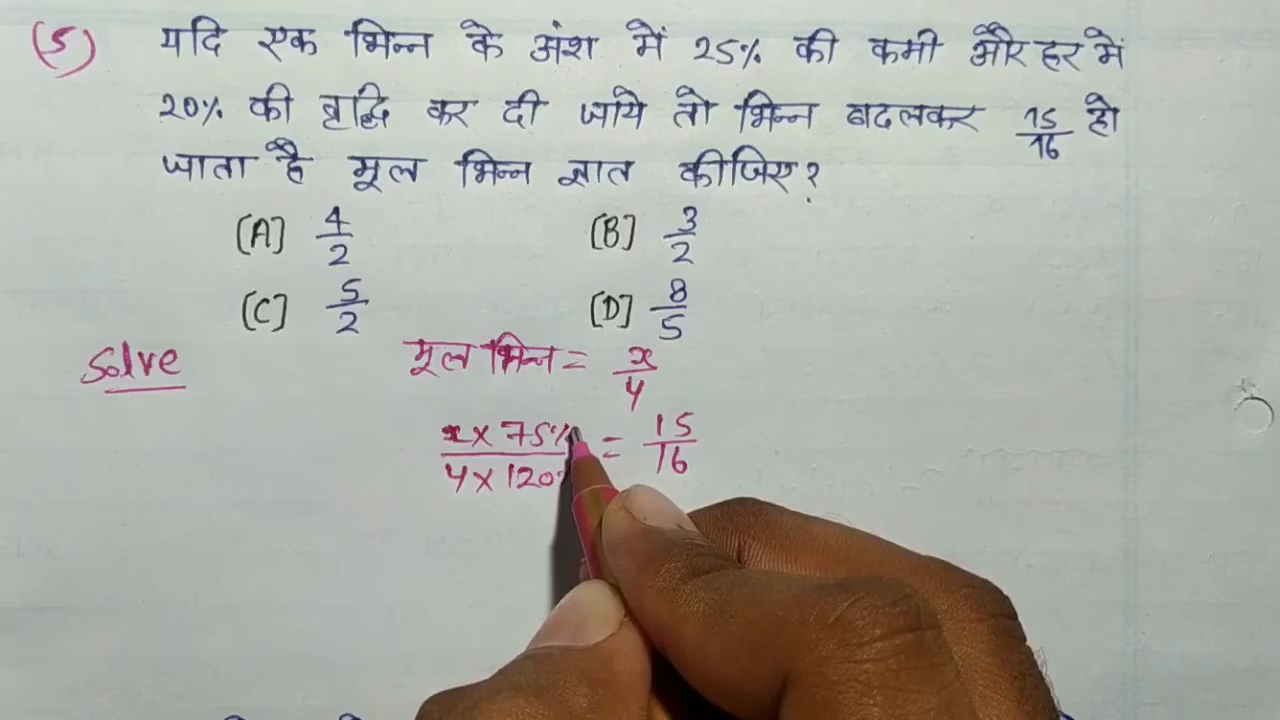 (5) यदि एक भिन्न के अंश में 25% की कमी और हर में
20% की बृद्धि कर दी जाये तो भिन्न बदलकर 15/16 हो
जाता है मूल भिन्न ज्ञात कीजिए?
(A) 4/2 (B) 3/2
(C) 5/2 (D) 8/5
Solve मूल भिन्न = x/y
x × 75% / y × 120% = 15/16